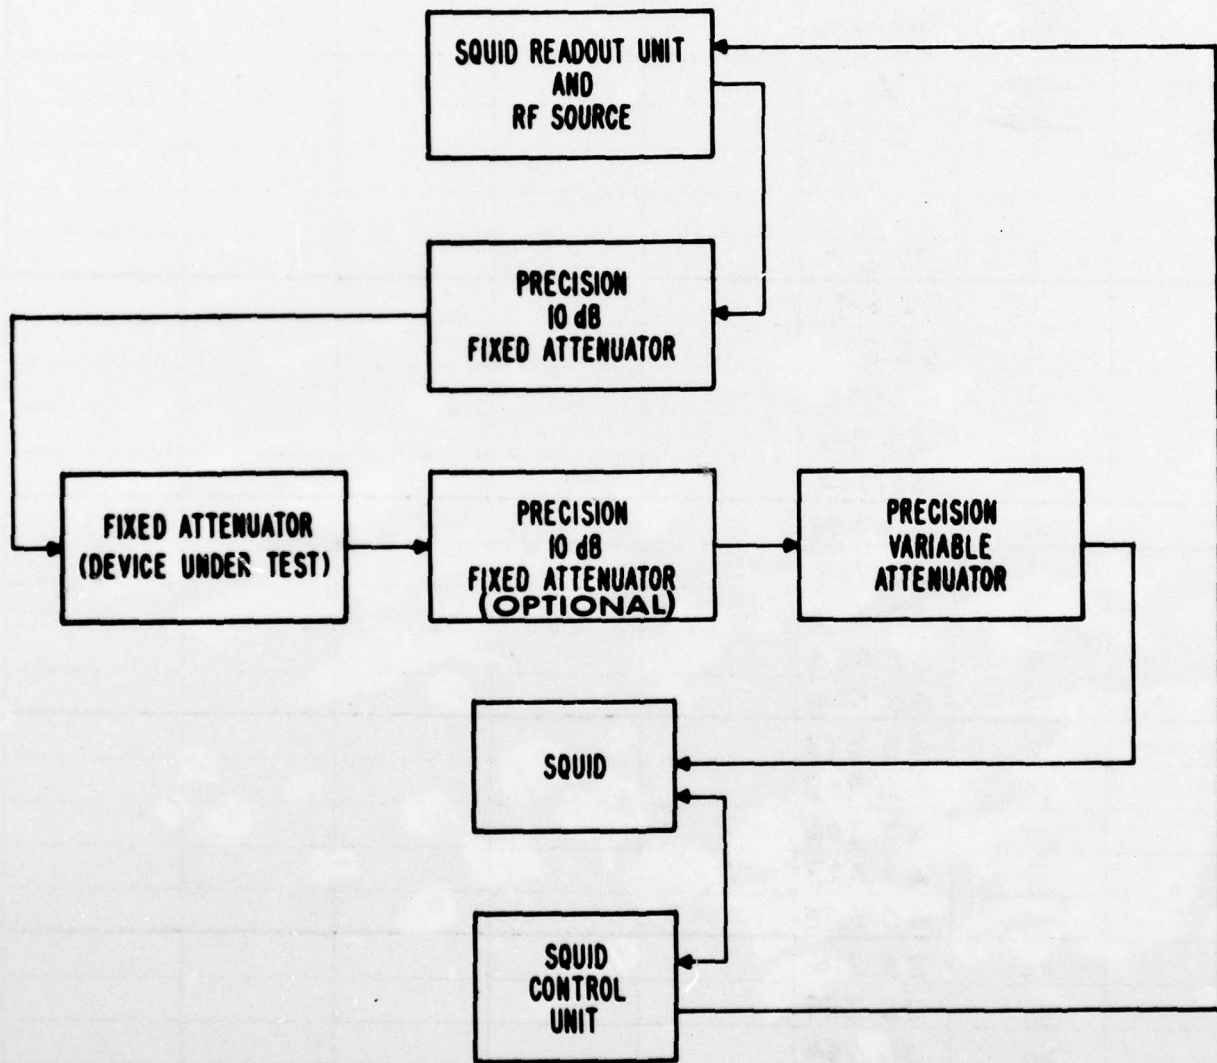 SQUID READOUT UNIT
AND
RF SOURCE
PRECISION
10 dB
FIXED ATTENUATOR
FIXED ATTENUATOR
(DEVICE UNDER TEST)
PRECISION
10 dB
FIXED ATTENUATOR
(OPTIONAL)
PRECISION
VARIABLE
ATTENUATOR
SQUID
SQUID
CONTROL
UNIT